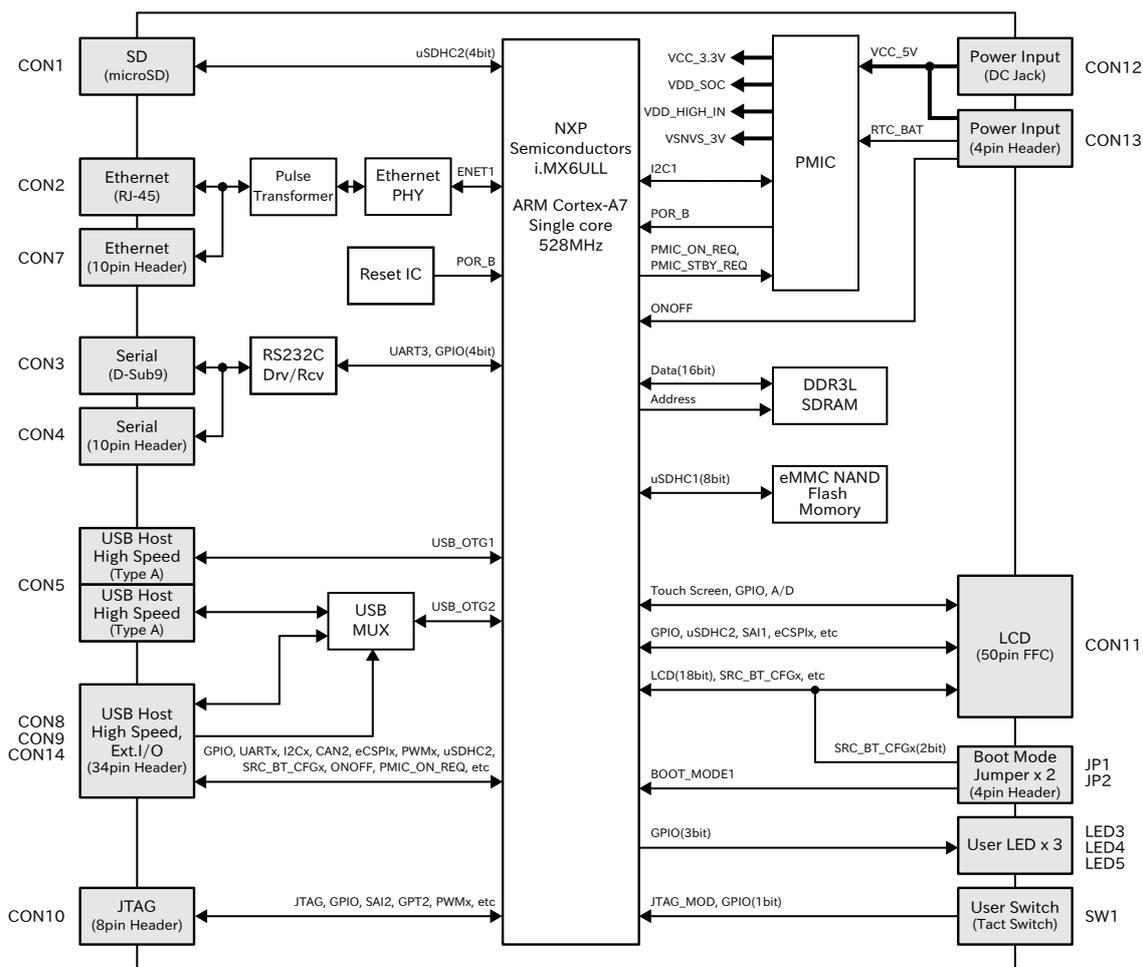 CON1
SD
(microSD)
uSDHC2(4bit)
CON2
Ethernet
(RJ-45)
Pulse
Transformer
Ethernet
PHY
ENET1
CON7
Ethernet
(10pin Header)
Reset IC
POR_B
CON3
Serial
(D-Sub9)
RS232C
Drv/Rcv
UART3, GPIO(4bit)
CON4
Serial
(10pin Header)
CON5
USB Host
High Speed
(Type A)
USB_OTG1
USB Host
High Speed
(Type A)
USB
MUX
USB_OTG2
CON8
CON9
CON14
USB Host
High Speed,
Ext.I/O
(34pin Header)
GPIO, UARTx, I2Cx, CAN2, eCSPIx, PWMx, uSDHC2,
SRC_BT_CFGx, ONOFF, PMIC_ON_REQ, etc
CON10
JTAG
(8pin Header)
JTAG, GPIO, SAI2, GPT2, PWMx, etc
NXP
Semiconductors
i.MX6ULL
ARM Cortex-A7
Single core
528MHz
VCC_3.3V
VDD_SOC
VDD_HIGH_IN
VSNVS_3V
I2C1
POR_B
PMIC_ON_REQ,
PMIC_STBY_REQ
ONOFF
PMIC
VCC_5V
RTC_BAT
Power Input
(DC Jack)
CON12
Power Input
(4pin Header)
CON13
Data(16bit)
Address
DDR3L
SDRAM
uSDHC1(8bit)
eMMC NAND
Flash
Momory
Touch Screen, GPIO, A/D
GPIO, uSDHC2, SAI1, eCSPIx, etc
LCD(18bit), SRC_BT_CFGx, etc
LCD
(50pin FFC)
CON11
SRC_BT_CFGx(2bit)
BOOT_MODE1
Boot Mode
Jumper x 2
(4pin Header)
JP1
JP2
GPIO(3bit)
User LED x 3
LED3
LED4
LED5
JTAG_MOD, GPIO(1bit)
User Switch
(Tact Switch)
SW1